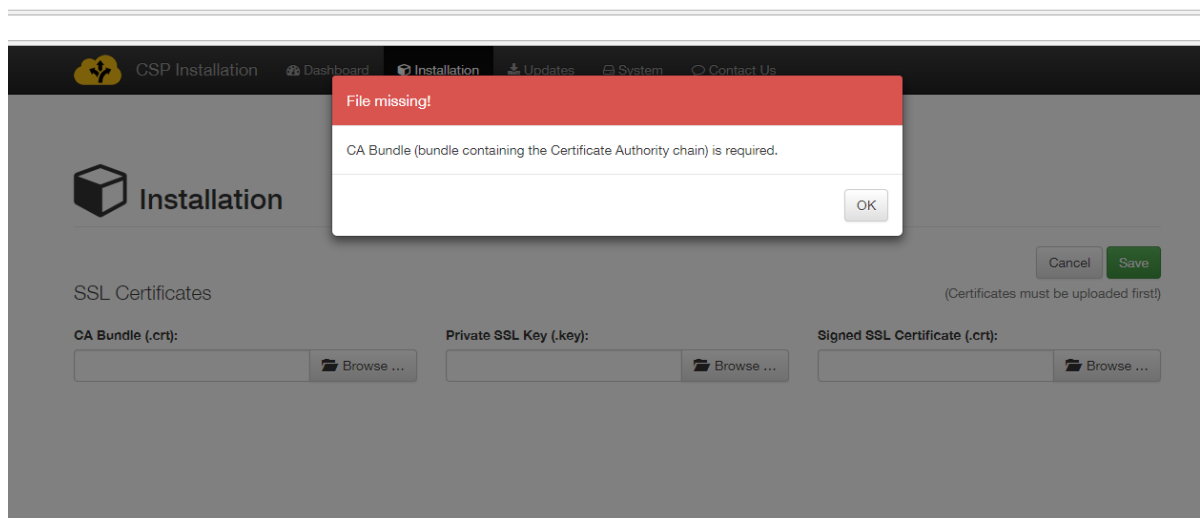 CSP Installation Dashboard Installation Updates System Contact Us
File missing!
CA Bundle (bundle containing the Certificate Authority chain) is required.
OK
Installation
Cancel Save
SSL Certificates
(Certificates must be uploaded first!)
CA Bundle (.crt): Private SSL Key (.key): Signed SSL Certificate (.crt):
Browse ... Browse ... Browse ...